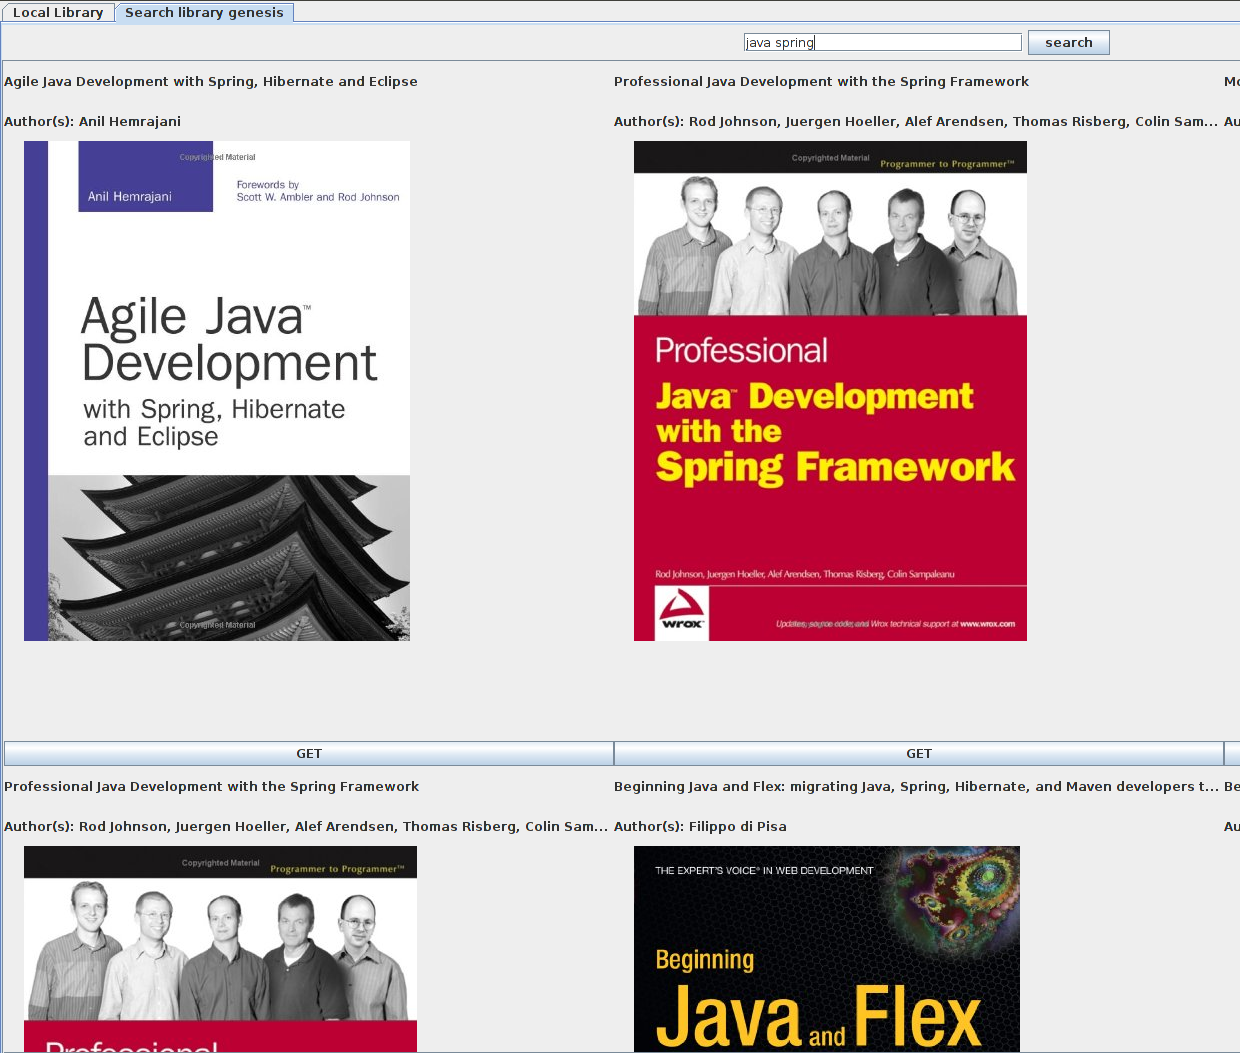 Local Library
Search library genesis
java spring
search
Agile Java Development with Spring, Hibernate and Eclipse
Professional Java Development with the Spring Framework
Author(s): Anil Hemrajani
Author(s): Rod Johnson, Juergen Hoeller, Alef Arendsen, Thomas Risberg, Colin Sam...
Copyrighted Material
Anil Hemrajani
Forewords by
Scott W. Ambler and Rod Johnson
Agile Java™
Development
with Spring, Hibernate
and Eclipse
Copyrighted Material
Copyrighted Material
Programmer to Programmer™
Professional
Java™ Development
with the
Spring Framework
Rod Johnson, Juergen Hoeller, Alef Arendsen, Thomas Risberg, Colin Sampaleanu
wrox™
Updates, source code, and Wrox technical support at www.wrox.com
GET
GET
Professional Java Development with the Spring Framework
Beginning Java and Flex: migrating Java, Spring, Hibernate, and Maven developers t...
Be
Author(s): Rod Johnson, Juergen Hoeller, Alef Arendsen, Thomas Risberg, Colin Sam...
Author(s): Filippo di Pisa
Au
Copyrighted Material
Programmer to Programmer™
Professional
THE EXPERT'S VOICE® IN WEB DEVELOPMENT
Beginning
Java and Flex